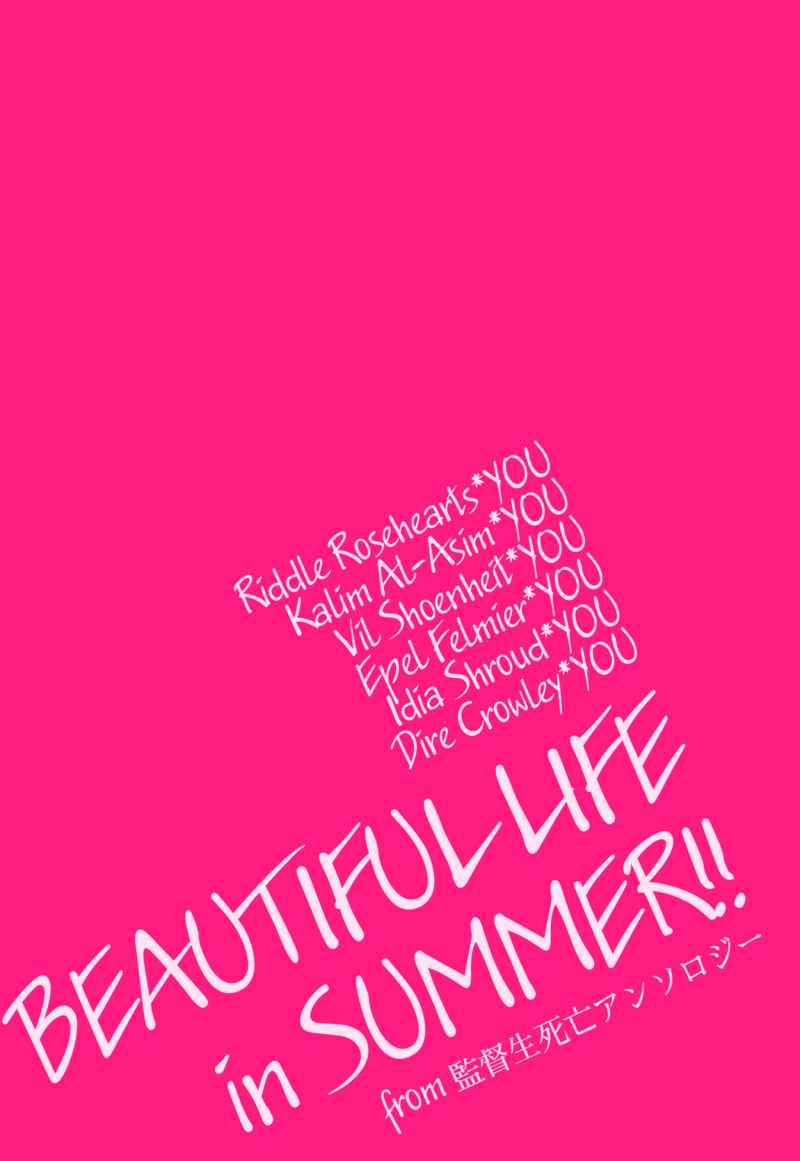 Riddle Rosehearts*YOU
Kalim Al-Asim*YOU
Vil Shoenheit*YOU
Epel Felmier*YOU
Idia Shroud*YOU
Dire Crowley*YOU
BEAUTIFUL LIFE
in SUMMER!!
from 監督生死亡アンソロジー